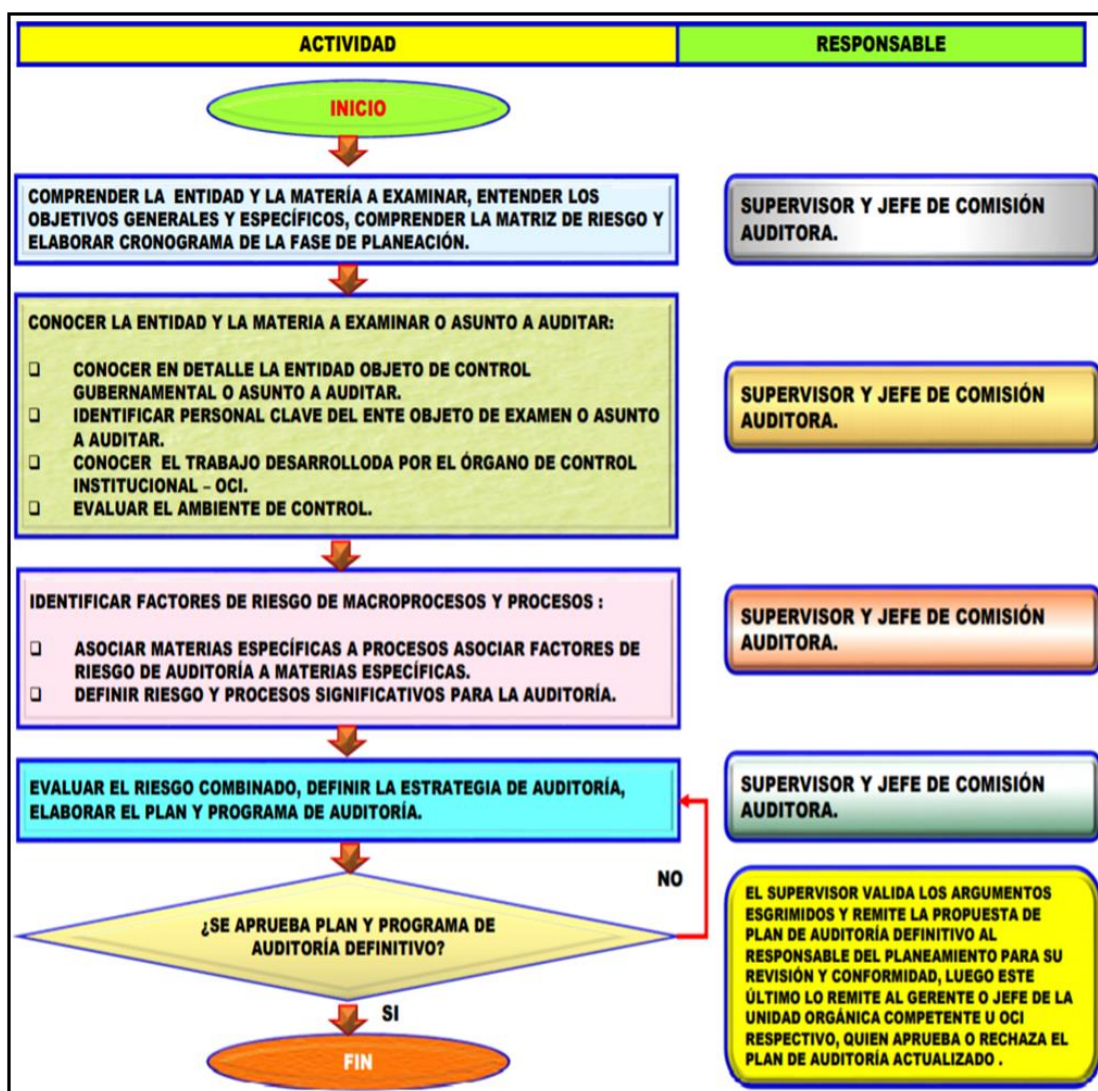 ACTIVIDAD
RESPONSABLE
INICIO
COMPRENDER LA ENTIDAD Y LA MATERÍA A EXAMINAR, ENTENDER LOS
OBJETIVOS GENERALES Y ESPECÍFICOS, COMPRENDER LA MATRIZ DE RIESGO Y
ELABORAR CRONOGRAMA DE LA FASE DE PLANEACIÓN.
SUPERVISOR Y JEFE DE COMISIÓN
AUDITORA.
CONOCER LA ENTIDAD Y LA MATERIA A EXAMINAR O ASUNTO A AUDITAR:
❑ CONOCER EN DETALLE LA ENTIDAD OBJETO DE CONTROL
GUBERNAMENTAL O ASUNTO A AUDITAR.
❑ IDENTIFICAR PERSONAL CLAVE DEL ENTE OBJETO DE EXAMEN O ASUNTO
A AUDITAR.
❑ CONOCER EL TRABAJO DESARROLLODA POR EL ÓRGANO DE CONTROL
INSTITUCIONAL – OCI.
❑ EVALUAR EL AMBIENTE DE CONTROL.
SUPERVISOR Y JEFE DE COMISIÓN
AUDITORA.
IDENTIFICAR FACTORES DE RIESGO DE MACROPROCESOS Y PROCESOS :
❑ ASOCIAR MATERIAS ESPECÍFICAS A PROCESOS ASOCIAR FACTORES DE
RIESGO DE AUDITORÍA A MATERIAS ESPECÍFICAS.
❑ DEFINIR RIESGO Y PROCESOS SIGNIFICATIVOS PARA LA AUDITORÍA.
SUPERVISOR Y JEFE DE COMISIÓN
AUDITORA.
EVALUAR EL RIESGO COMBINADO, DEFINIR LA ESTRATEGIA DE AUDITORÍA,
ELABORAR EL PLAN Y PROGRAMA DE AUDITORÍA.
SUPERVISOR Y JEFE DE COMISIÓN
AUDITORA.
¿SE APRUEBA PLAN Y PROGRAMA DE
AUDITORÍA DEFINITIVO?
NO
SI
FIN
EL SUPERVISOR VALIDA LOS ARGUMENTOS
ESGRIMIDOS Y REMITE LA PROPUESTA DE
PLAN DE AUDITORÍA DEFINITIVO AL
RESPONSABLE DEL PLANEAMIENTO PARA SU
REVISIÓN Y CONFORMIDAD, LUEGO ESTE
ÚLTIMO LO REMITE AL GERENTE O JEFE DE LA
UNIDAD ORGÁNICA COMPETENTE U OCI
RESPECTIVO, QUIEN APRUEBA O RECHAZA EL
PLAN DE AUDITORÍA ACTUALIZADO .